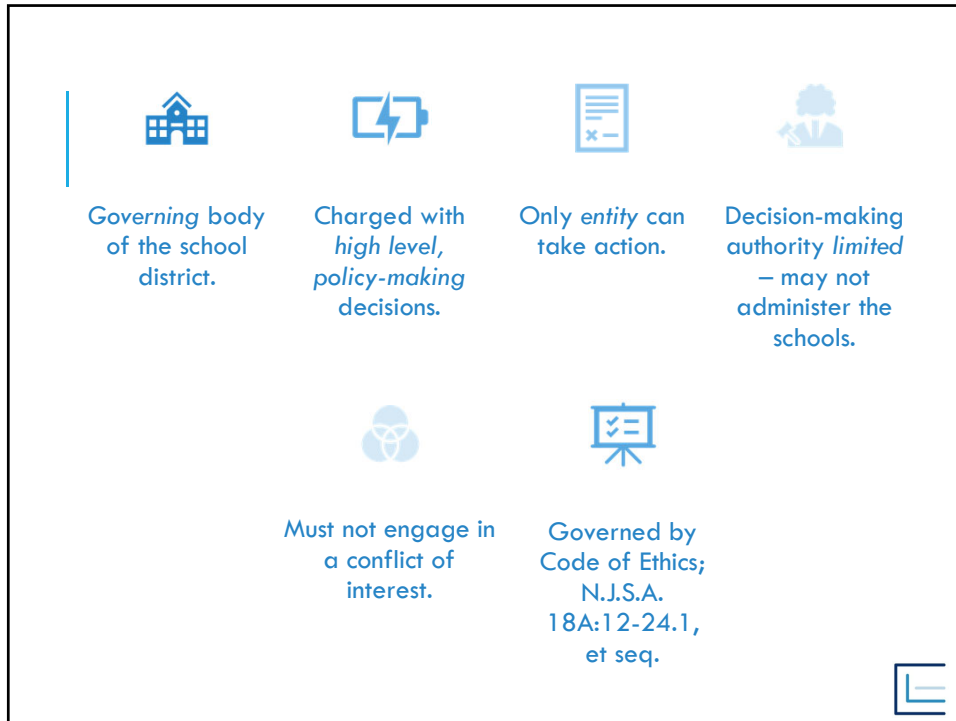 Governing body
of the school
district.
Charged with
high level,
policy-making
decisions.
Only entity can
take action.
Decision-making
authority limited
– may not
administer the
schools.
Must not engage in
a conflict of
interest.
Governed by
Code of Ethics;
N.J.S.A.
18A:12-24.1,
et seq.